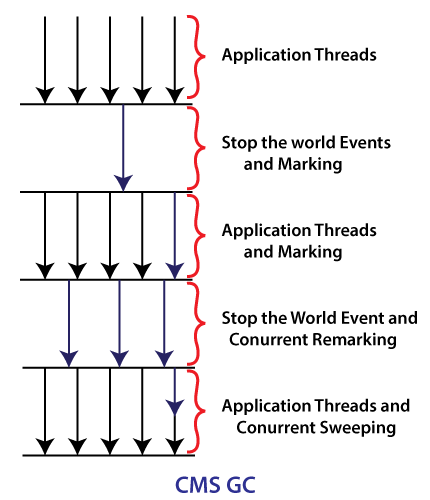 Application Threads
Stop the world Events
and Marking
Application Threads
and Marking
Stop the World Event and
Conurrent Remarking
Application Threads and
Conurrent Sweeping
CMS GC